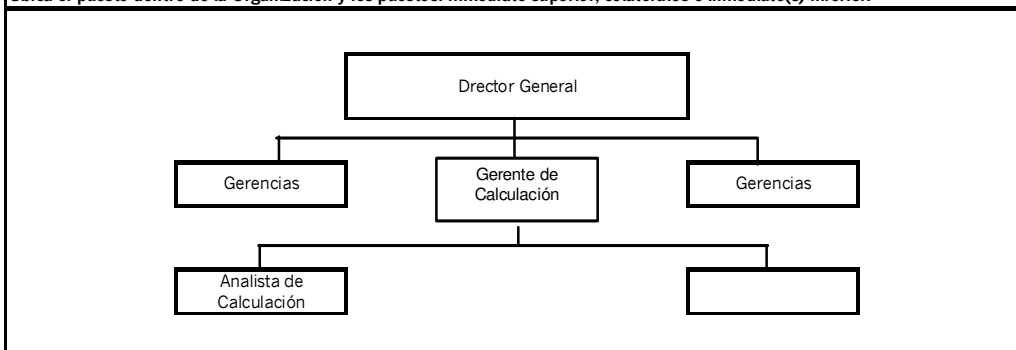 Ubica el puesto dentro de la Organización y los puestos: inmediato superior, colaterales e inmediato(s) inferior.
Drector General
Gerencias
Gerente de
Calculación
Gerencias
Analista de
Calculación